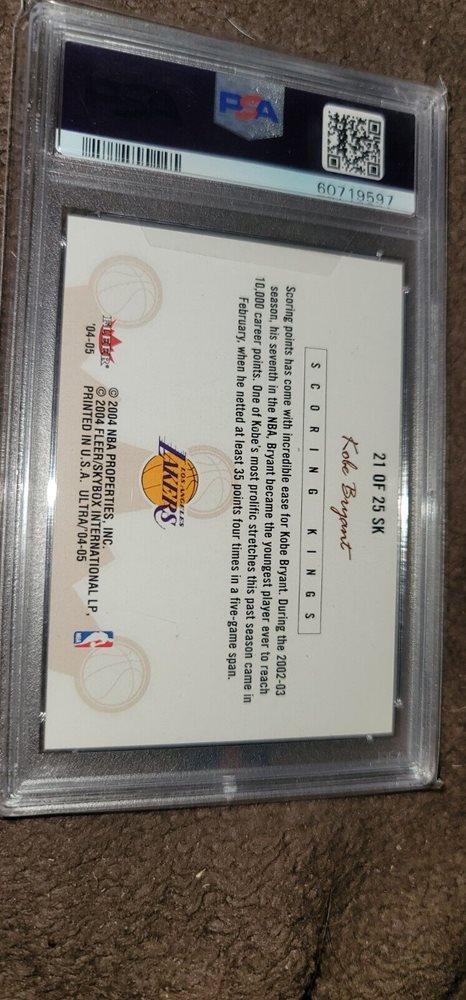 PSA
60719597
21 OF 25 SK
Kobe Bryant
SCORING KINGS
Scoring points has come with incredible ease for Kobe Bryant. During the 2002-03
season, his seventh in the NBA, Bryant became the youngest player ever to reach
10,000 career points. One of Kobe's most prolific stretches this past season came in
February, when he netted at least 35 points four times in a five-game span.
LOS ANGELES
LAKERS
FLEER
'04-05
© 2004 NBA PROPERTIES, INC.
© 2004 FLEER/SKYBOX INTERNATIONAL LP,
PRINTED IN U.S.A. ULTRA/04-05
NBA